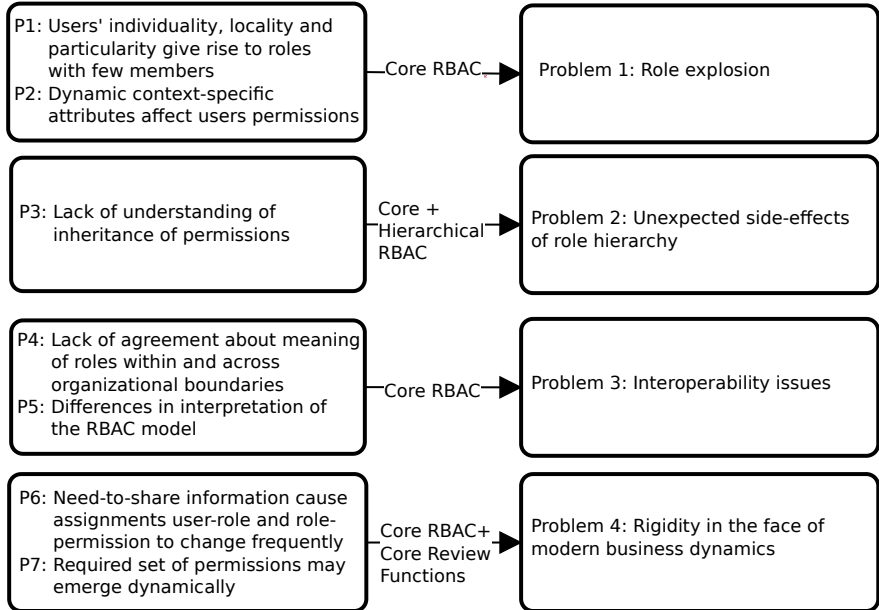 P1: Users' individuality, locality and
particularity give rise to roles
with few members
P2: Dynamic context-specific
attributes affect users permissions
Core RBAC
Problem 1: Role explosion
P3: Lack of understanding of
inheritance of permissions
Core +
Hierarchical
RBAC
Problem 2: Unexpected side-effects
of role hierarchy
P4: Lack of agreement about meaning
of roles within and across
organizational boundaries
P5: Differences in interpretation of
the RBAC model
Core RBAC
Problem 3: Interoperability issues
P6: Need-to-share information cause
assignments user-role and role-
permission to change frequently
P7: Required set of permissions may
emerge dynamically
Core RBAC+
Core Review
Functions
Problem 4: Rigidity in the face of
modern business dynamics